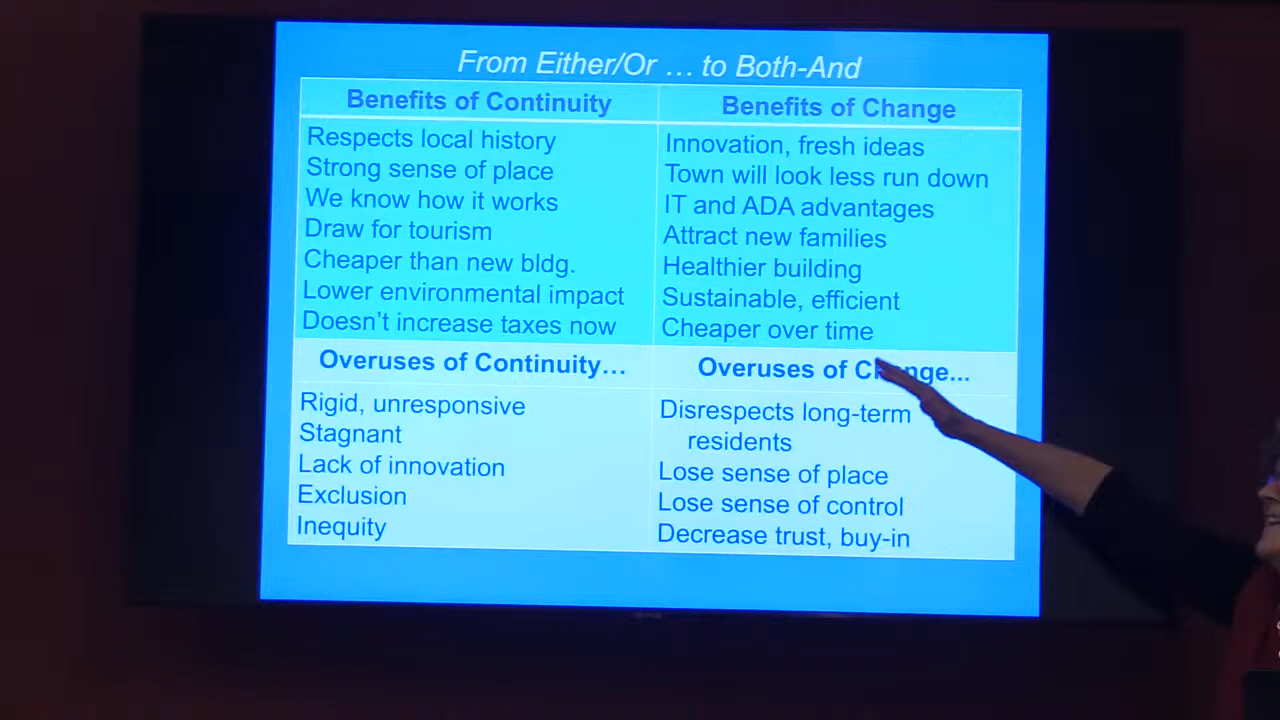 From Either/Or … to Both-And
Benefits of Continuity
Respects local history
Strong sense of place
We know how it works
Draw for tourism
Cheaper than new bldg.
Lower environmental impact
Doesn't increase taxes now
Benefits of Change
Innovation, fresh ideas
Town will look less run down
IT and ADA advantages
Attract new families
Healthier building
Sustainable, efficient
Cheaper over time
Overuses of Continuity…
Rigid, unresponsive
Stagnant
Lack of innovation
Exclusion
Inequity
Overuses of Change...
Disrespects long-term
residents
Lose sense of place
Lose sense of control
Decrease trust, buy-in